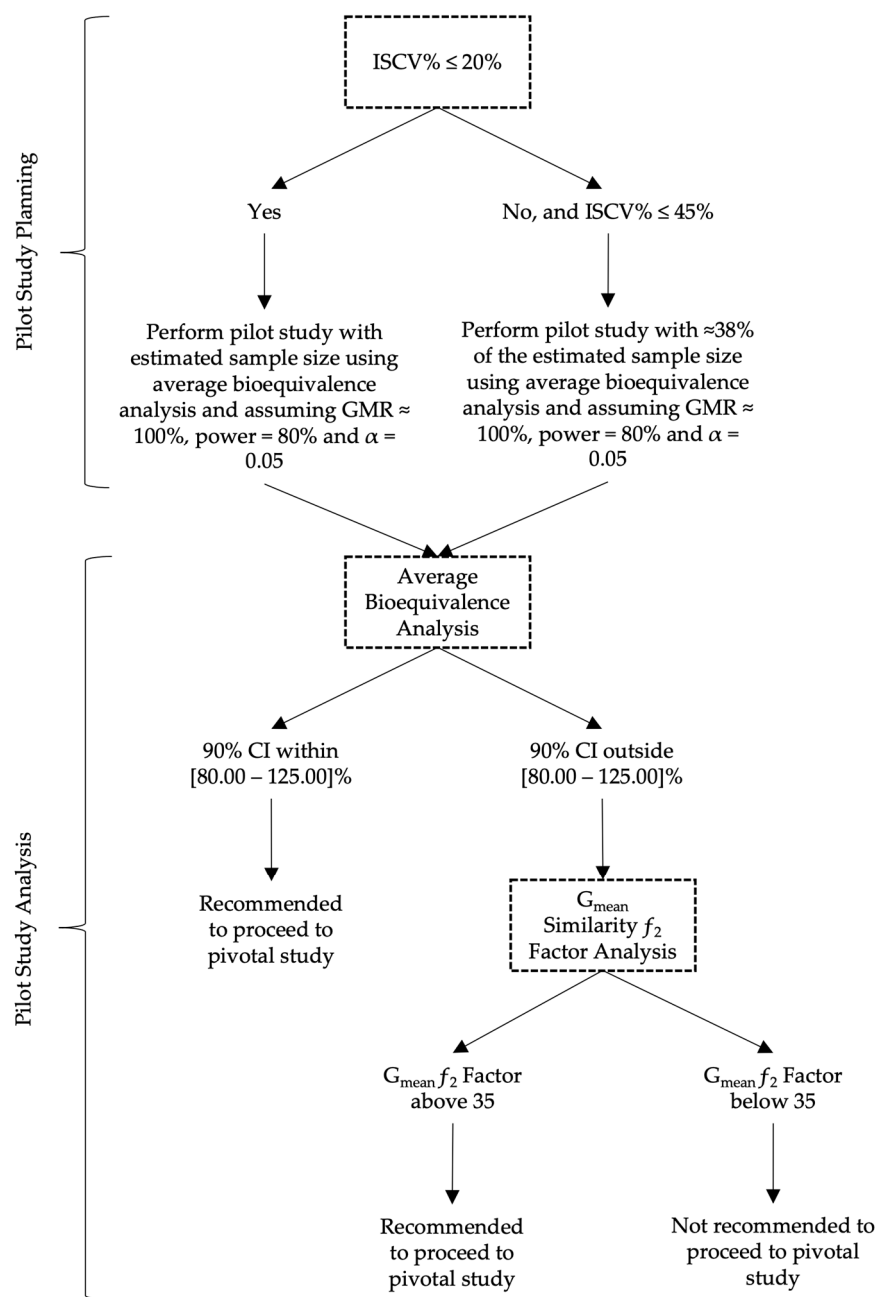 Pilot Study Planning
ISCV% ≤ 20%
Yes
No, and ISCV% ≤ 45%
Perform pilot study with
estimated sample size using
average bioequivalence
analysis and assuming GMR ≈
100%, power = 80% and α =
0.05
Perform pilot study with ≈38%
of the estimated sample size
using average bioequivalence
analysis and assuming GMR ≈
100%, power = 80% and α =
0.05
Pilot Study Analysis
Average
Bioequivalence
Analysis
90% CI within
[80.00 – 125.00]%
90% CI outside
[80.00 – 125.00]%
Recommended
to proceed to
pivotal study
Gmean
Similarity f2
Factor Analysis
Gmean f2 Factor
above 35
Gmean f2 Factor
below 35
Recommended
to proceed to
pivotal study
Not recommended to
proceed to pivotal
study